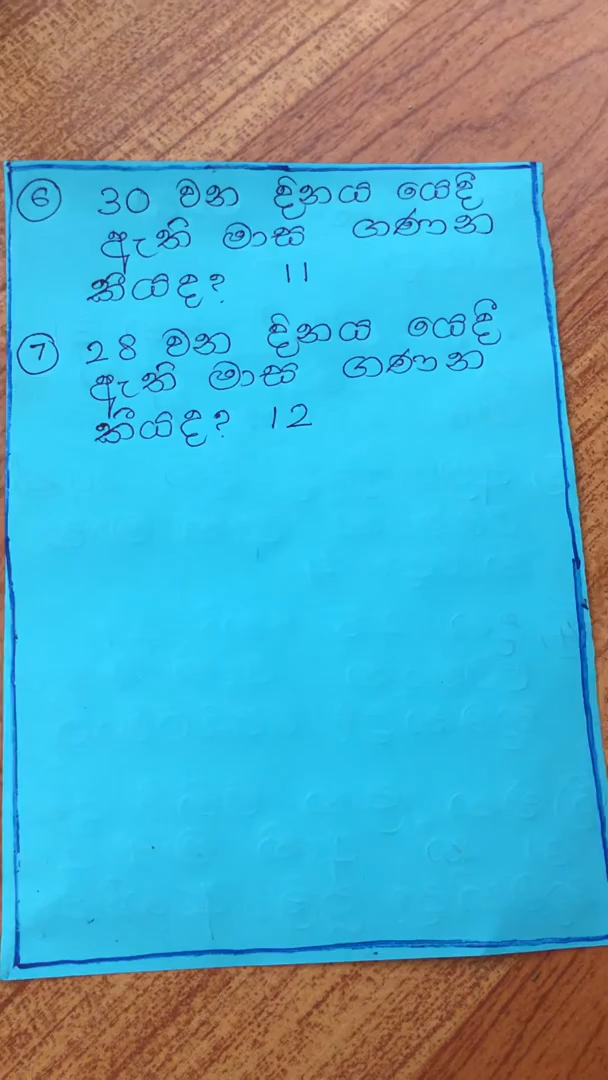 6 30 වන දිනය යෙදී
ඇති මාස ගණන
කීයද? 11
7 28 වන දිනය යෙදී
ඇති මාස ගණන
කීයද? 12